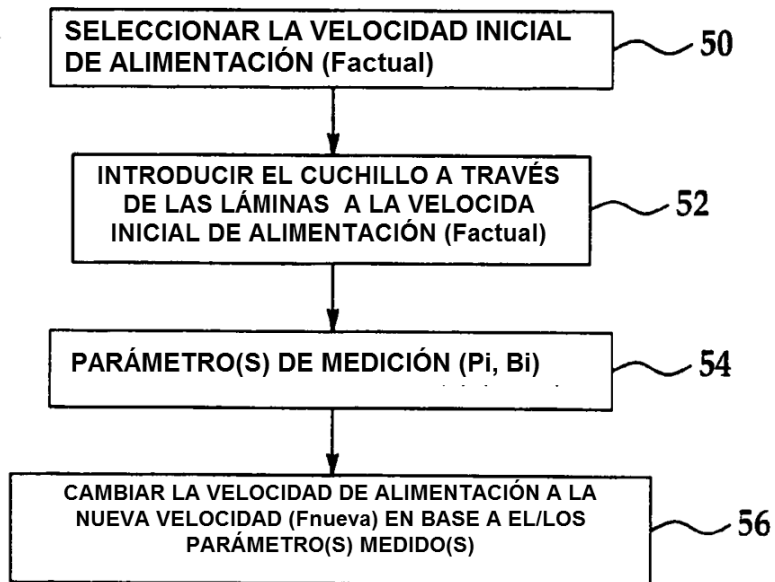 SELECCIONAR LA VELOCIDAD INICIAL
DE ALIMENTACIÓN (Factual)
50
INTRODUCIR EL CUCHILLO A TRAVÉS
DE LAS LÁMINAS A LA VELOCIDA
INICIAL DE ALIMENTACIÓN (Factual)
52
PARÁMETRO(S) DE MEDICIÓN (Pi, Bi)
54
CAMBIAR LA VELOCIDAD DE ALIMENTACIÓN A LA
NUEVA VELOCIDAD (Fnueva) EN BASE A EL/LOS
PARÁMETRO(S) MEDIDO(S)
56